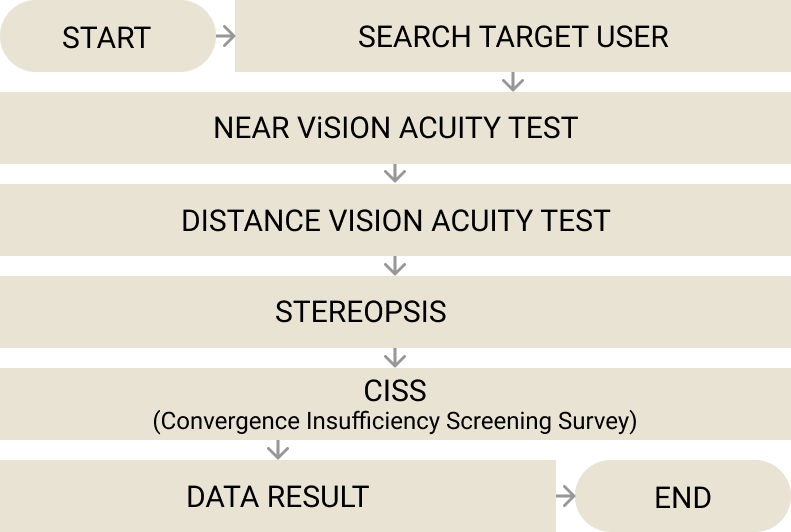 START
SEARCH TARGET USER
NEAR ViSION ACUITY TEST
DISTANCE VISION ACUITY TEST
STEREOPSIS
CISS
(Convergence Insufficiency Screening Survey)
DATA RESULT
END